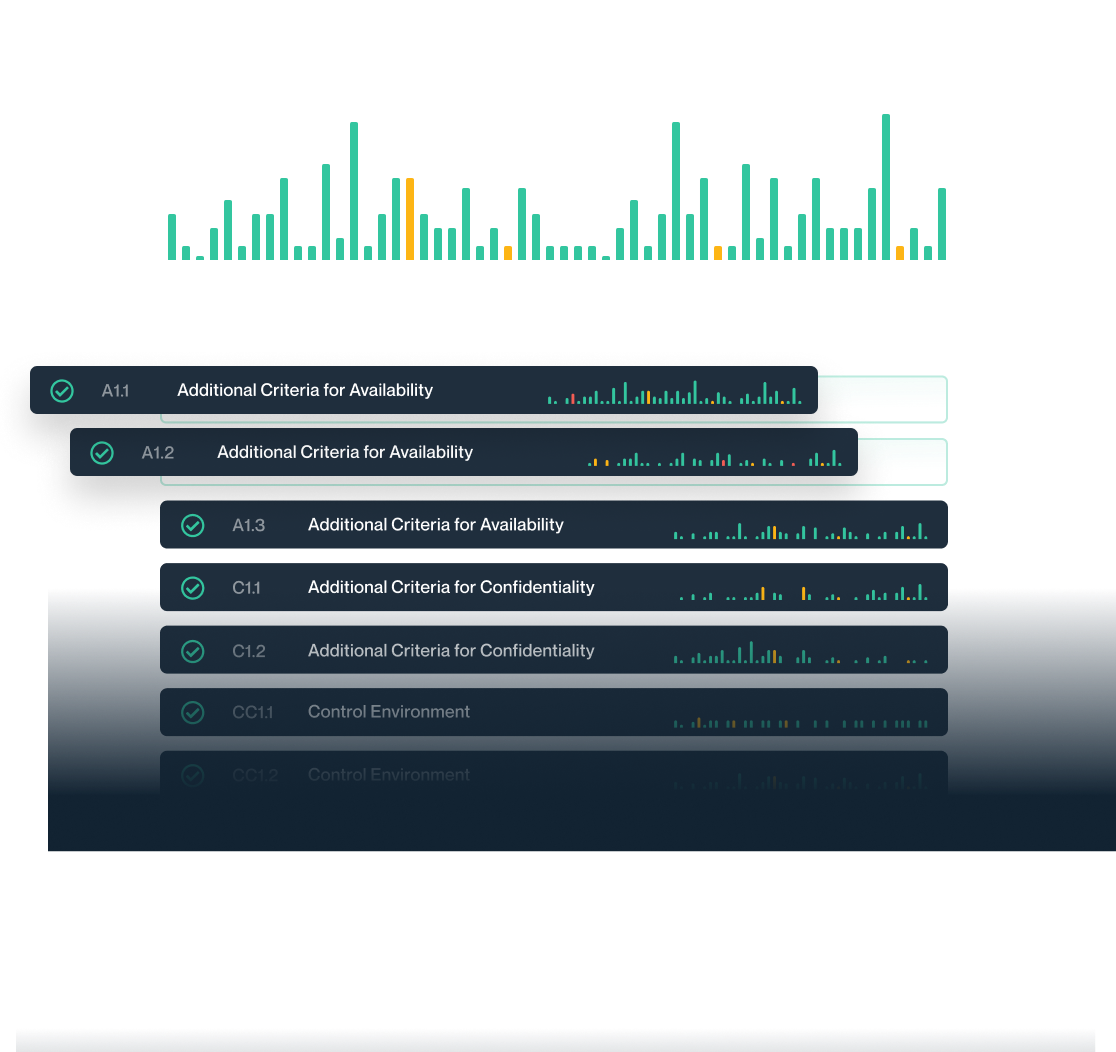 A1.1 Additional Criteria for Availability
A1.2 Additional Criteria for Availability
A1.3 Additional Criteria for Availability
C1.1 Additional Criteria for Confidentiality
C1.2 Additional Criteria for Confidentiality
CC1.1 Control Environment
CC1.2 Control Environment